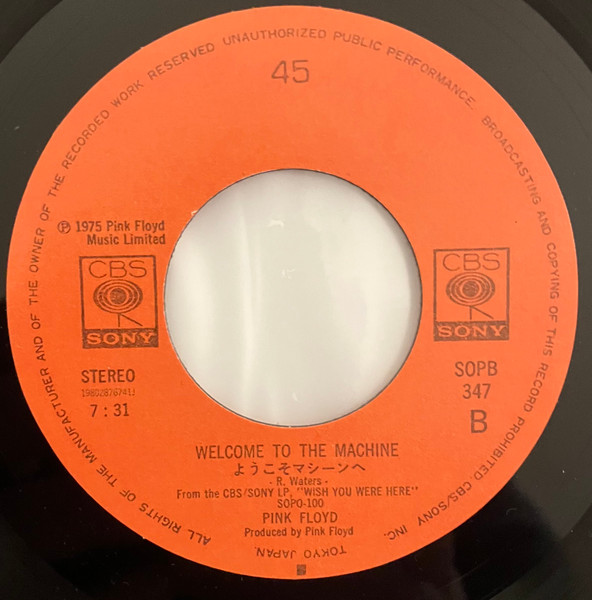 ALL RIGHTS OF THE MANUFACTURER AND OF THE OWNER OF THE RECORDED WORK RESERVED UNAUTHORIZED PUBLIC PERFORMANCE, BROADCASTING AND COPYING OF THIS RECORD PROHIBITED. CBS/SONY INC. TOKYO JAPAN.
45
℗ 1975 Pink Floyd
Music Limited
CBS
SONY
CBS
SONY
STEREO
7:31
SOPB
347
B
WELCOME TO THE MACHINE
ようこそマシーンへ
- R. Waters -
From the CBS/SONY LP, "WISH YOU WERE HERE"
SOPO-100
PINK FLOYD
Produced by Pink Floyd